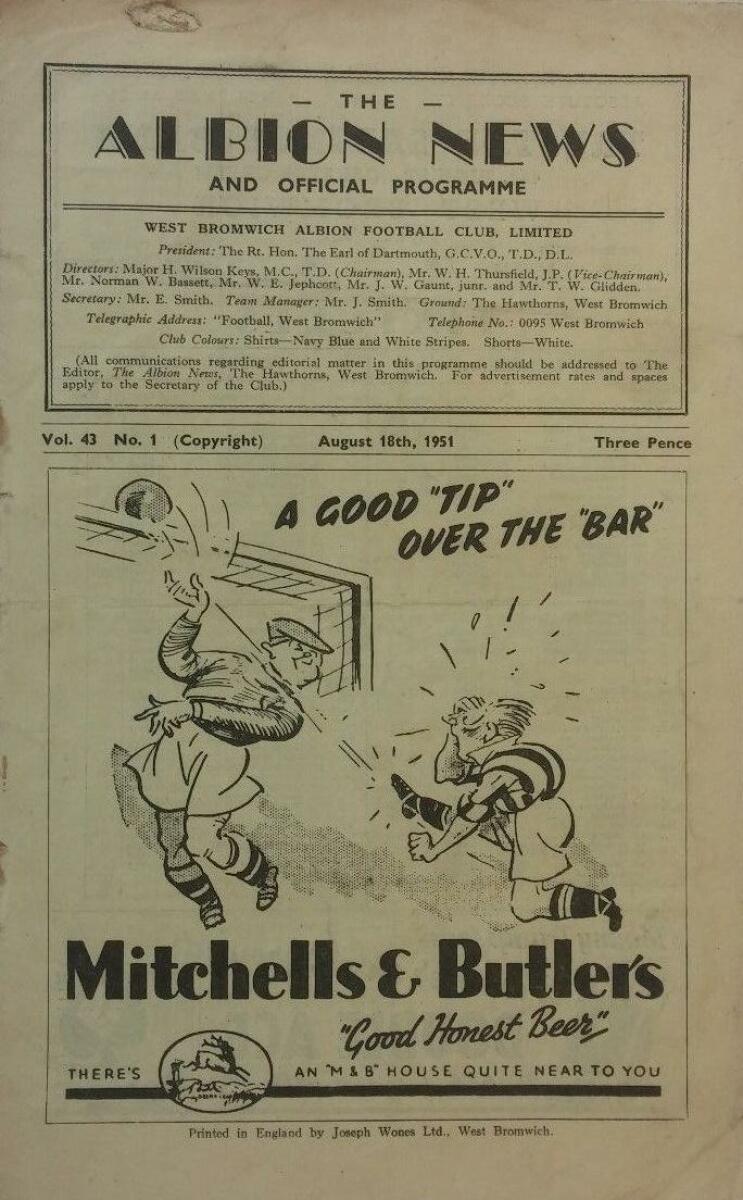 — THE —
ALBION NEWS
AND OFFICIAL PROGRAMME
WEST BROMWICH ALBION FOOTBALL CLUB, LIMITED
President: The Rt. Hon. The Earl of Dartmouth, G.C.V.O., T.D., D.L.
Directors: Major H. Wilson Keys, M.C., T.D. (Chairman), Mr. W. H. Thursfield, J.P. (Vice-Chairman),
Mr. Norman W. Bassett, Mr. W. E. Jephcott, Mr. J. W. Gaunt, junr. and Mr. T. W. Glidden.
Secretary: Mr. E. Smith. Team Manager: Mr. J. Smith. Ground: The Hawthorns, West Bromwich
Telegraphic Address: "Football, West Bromwich" Telephone No.: 0095 West Bromwich
Club Colours: Shirts—Navy Blue and White Stripes. Shorts—White.
(All communications regarding editorial matter in this programme should be addressed to The
Editor, The Albion News, The Hawthorns, West Bromwich. For advertisement rates and spaces
apply to the Secretary of the Club.)
Vol. 43 No. 1 (Copyright) August 18th, 1951 Three Pence
A GOOD "TIP"
OVER THE "BAR"
Mitchells & Butler's
"Good Honest Beer"
THERE'S AN "M & B" HOUSE QUITE NEAR TO YOU
Printed in England by Joseph Wones Ltd., West Bromwich.